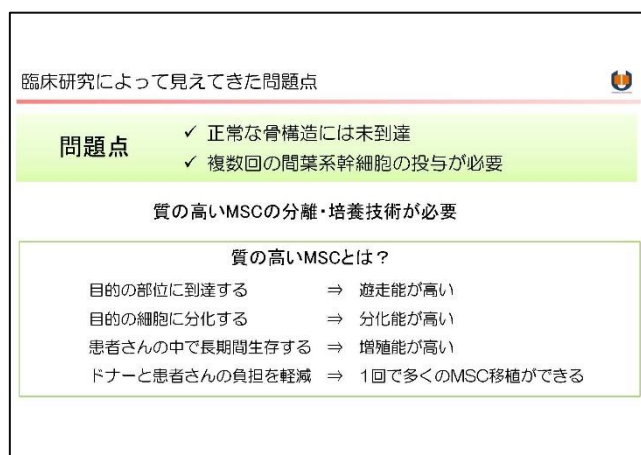 臨床研究によって見えてきた問題点
問題点
✓ 正常な骨構造には未到達
✓ 複数回の間葉系幹細胞の投与が必要
質の高いMSCの分離・培養技術が必要
質の高いMSCとは？
目的の部位に到達する ⇒ 遊走能が高い
目的の細胞に分化する ⇒ 分化能が高い
患者さんの中で長期間生存する ⇒ 増殖能が高い
ドナーと患者さんの負担を軽減 ⇒ 1回で多くのMSC移植ができる